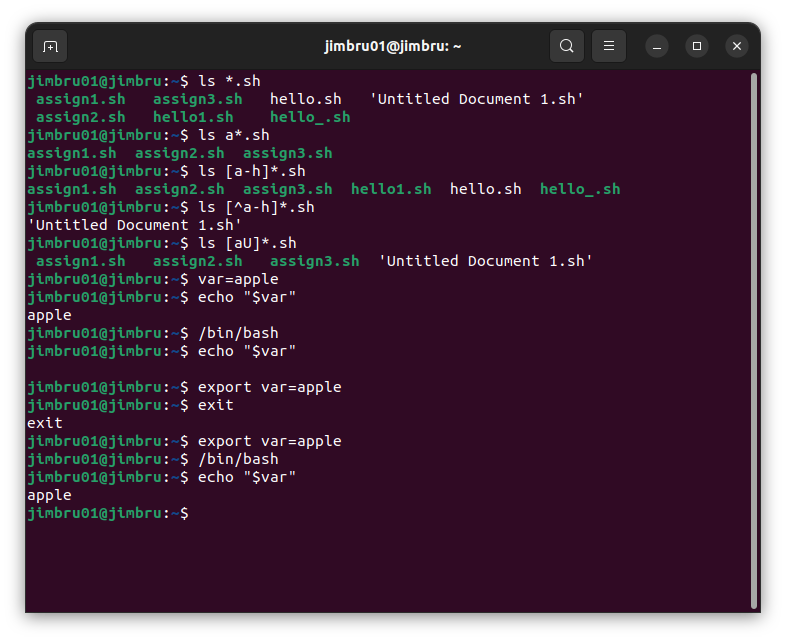 jimbru01@jimbru: ~
jimbru01@jimbru:~$ ls *.sh
 assign1.sh   assign3.sh   hello.sh   'Untitled Document 1.sh'
 assign2.sh   hello1.sh    hello_.sh
jimbru01@jimbru:~$ ls a*.sh
assign1.sh  assign2.sh  assign3.sh
jimbru01@jimbru:~$ ls [a-h]*.sh
assign1.sh  assign2.sh  assign3.sh  hello1.sh  hello.sh  hello_.sh
jimbru01@jimbru:~$ ls [^a-h]*.sh
'Untitled Document 1.sh'
jimbru01@jimbru:~$ ls [aU]*.sh
 assign1.sh   assign2.sh   assign3.sh  'Untitled Document 1.sh'
jimbru01@jimbru:~$ var=apple
jimbru01@jimbru:~$ echo "$var"
apple
jimbru01@jimbru:~$ /bin/bash
jimbru01@jimbru:~$ echo "$var"

jimbru01@jimbru:~$ export var=apple
jimbru01@jimbru:~$ exit
exit
jimbru01@jimbru:~$ export var=apple
jimbru01@jimbru:~$ /bin/bash
jimbru01@jimbru:~$ echo "$var"
apple
jimbru01@jimbru:~$